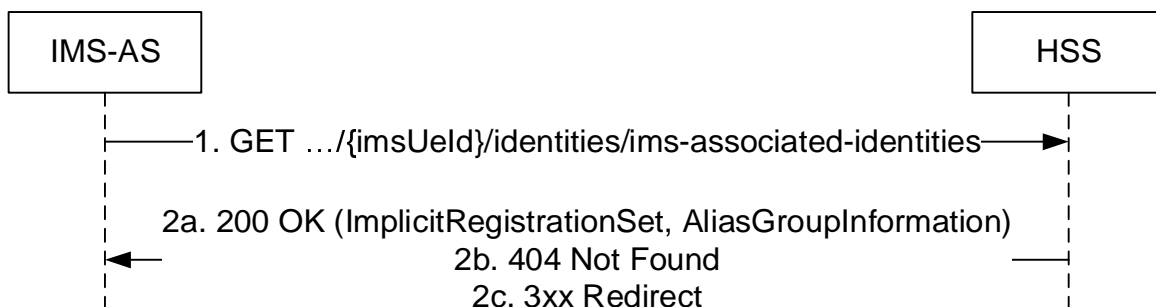 IMS-AS
HSS
1. GET …/{imsUeId}/identities/ims-associated-identities
2a. 200 OK (ImplicitRegistrationSet, AliasGroupInformation)
2b. 404 Not Found
2c. 3xx Redirect